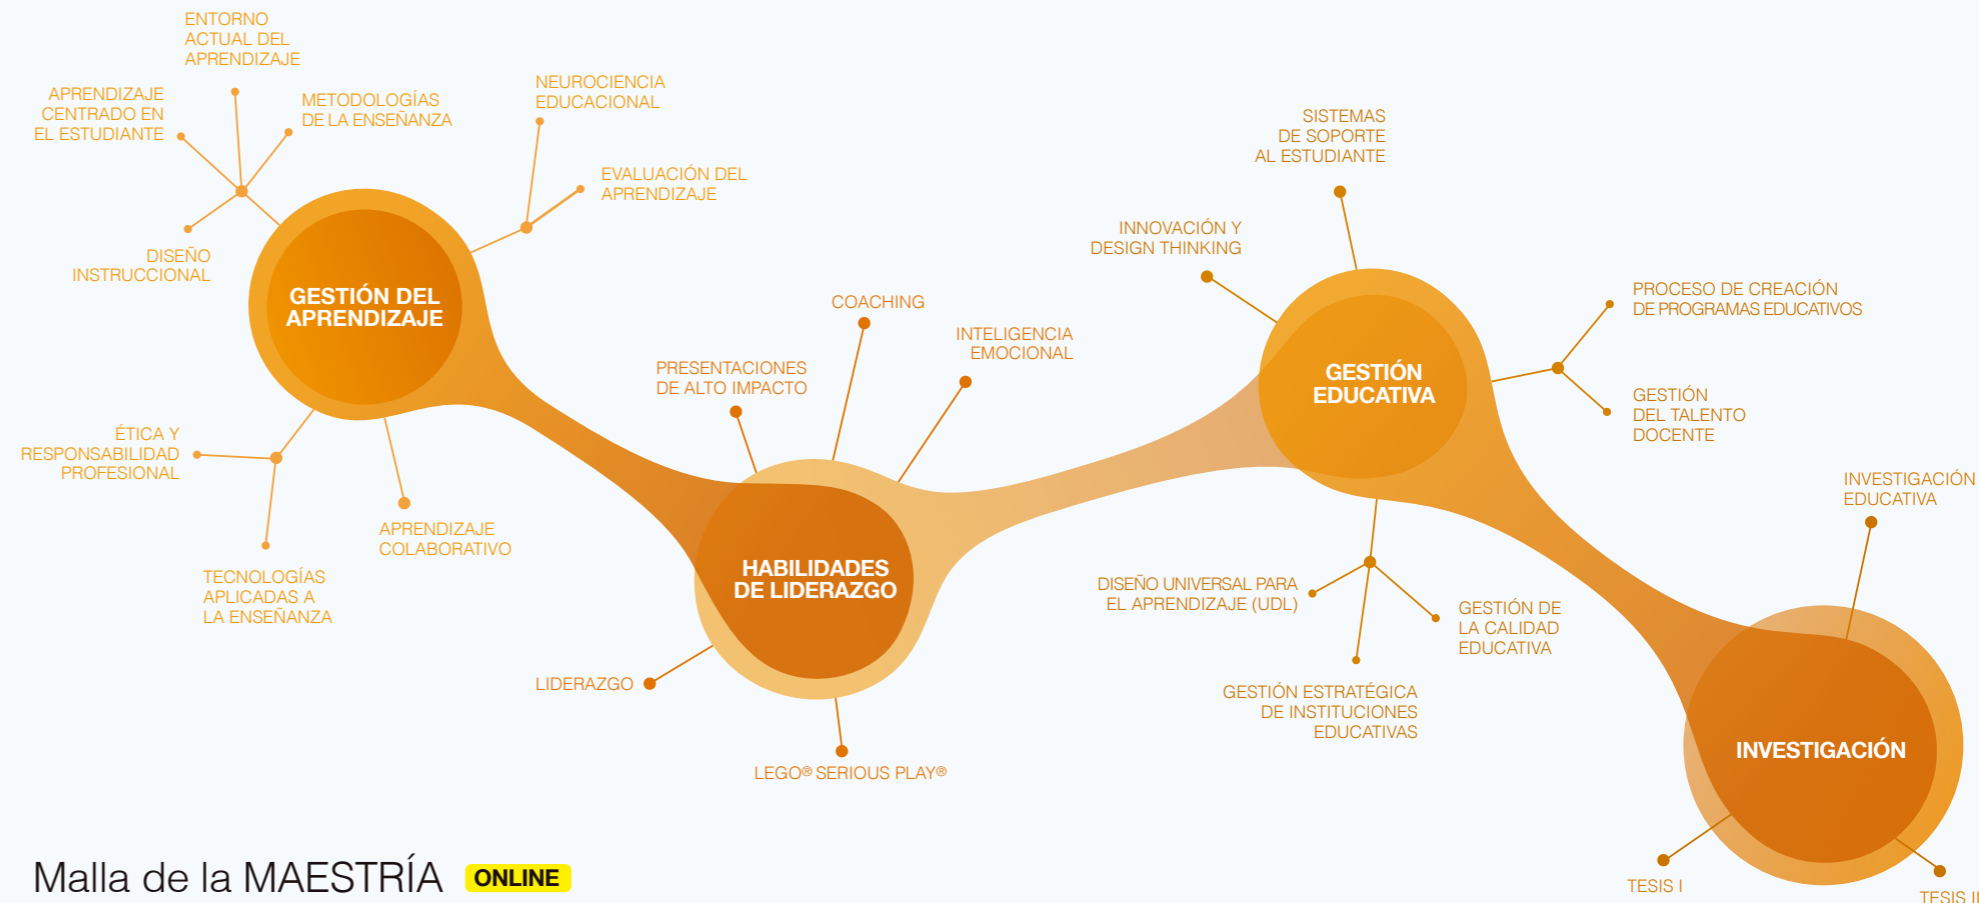 ENTORNO
ACTUAL DEL
APRENDIZAJE
APRENDIZAJE
CENTRADO EN
EL ESTUDIANTE
METODOLOGÍAS
DE LA ENSEÑANZA
NEUROCIENCIA
EDUCACIONAL
EVALUACIÓN DEL
APRENDIZAJE
DISEÑO
INSTRUCCIONAL
GESTIÓN DEL
APRENDIZAJE
ÉTICA Y
RESPONSABILIDAD
PROFESIONAL
TECNOLOGÍAS
APLICADAS A
LA ENSEÑANZA
APRENDIZAJE
COLABORATIVO
PRESENTACIONES
DE ALTO IMPACTO
COACHING
INTELIGENCIA
EMOCIONAL
HABILIDADES
DE LIDERAZGO
LIDERAZGO
LEGO® SERIOUS PLAY®
SISTEMAS
DE SOPORTE
AL ESTUDIANTE
INNOVACIÓN Y
DESIGN THINKING
PROCESO DE CREACIÓN
DE PROGRAMAS EDUCATIVOS
GESTIÓN
DEL TALENTO
DOCENTE
GESTIÓN
EDUCATIVA
DISEÑO UNIVERSAL PARA
EL APRENDIZAJE (UDL)
GESTIÓN DE
LA CALIDAD
EDUCATIVA
GESTIÓN ESTRATÉGICA
DE INSTITUCIONES
EDUCATIVAS
INVESTIGACIÓN
EDUCATIVA
INVESTIGACIÓN
TESIS I
TESIS II
Malla de la MAESTRÍA ONLINE